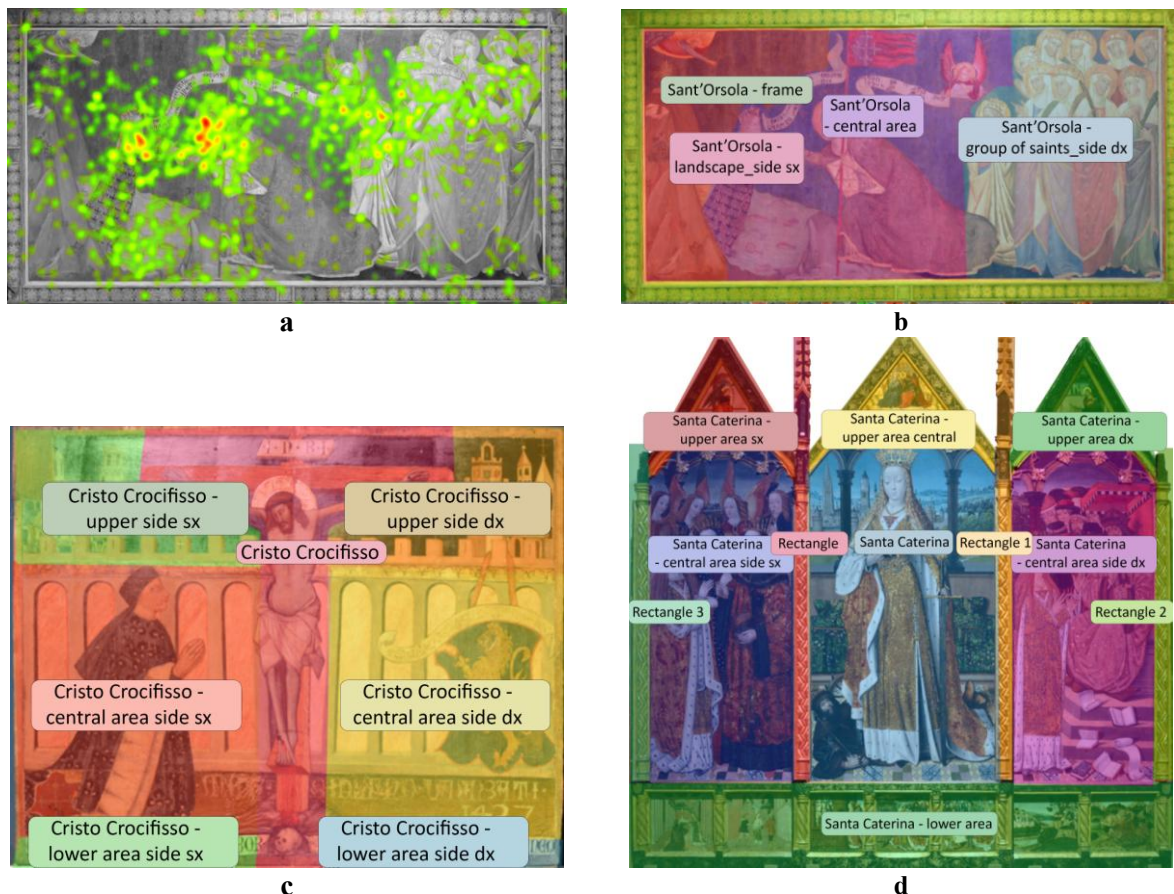 Sant'Orsola - frame
Sant'Orsola
- central area
Sant'Orsola -
landscape_side sx
Sant'Orsola -
group of saints_side dx
a
b
Cristo Crocifisso -
upper side sx
Cristo Crocifisso -
upper side dx
Cristo Crocifisso
Cristo Crocifisso -
central area side sx
Cristo Crocifisso -
central area side dx
Cristo Crocifisso -
lower area side sx
Cristo Crocifisso -
lower area side dx
c
Santa Caterina -
upper area sx
Santa Caterina -
upper area central
Santa Caterina -
upper area dx
Santa Caterina
- central area side sx
Rectangle
Santa Caterina
Rectangle 1
Santa Caterina
- central area side dx
Rectangle 3
Rectangle 2
Santa Caterina - lower area
d